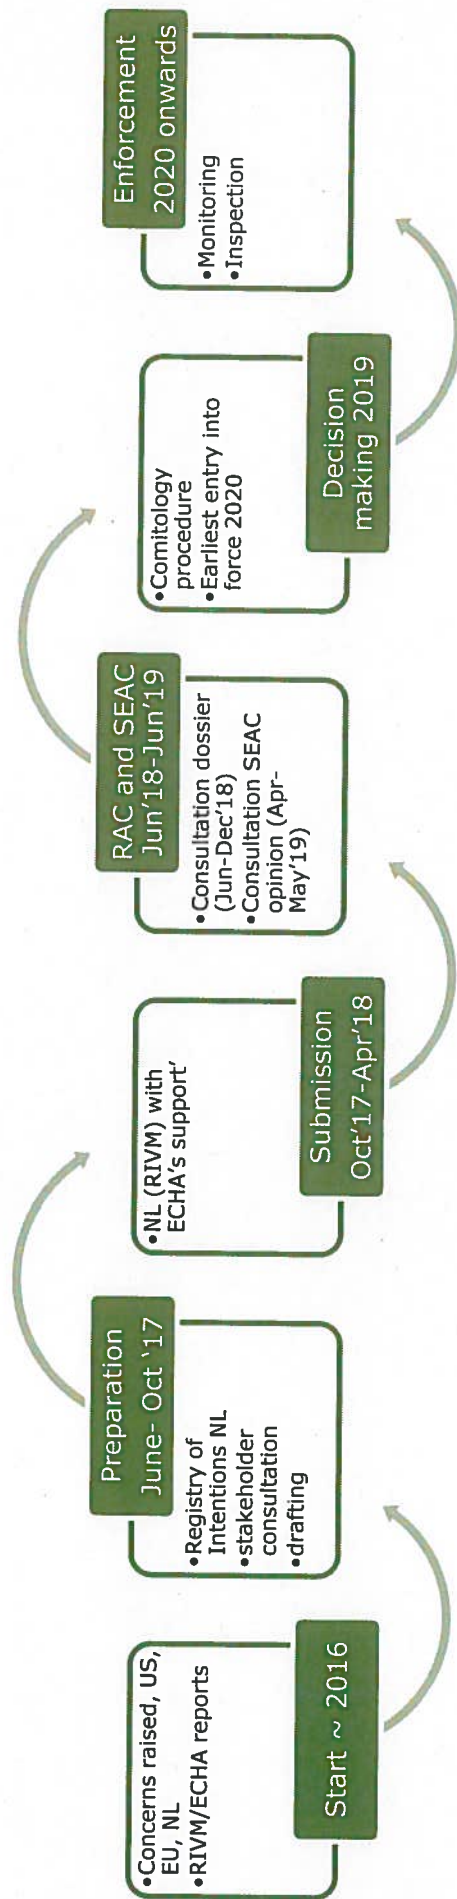 •Concerns raised, US,
EU, NL
•RIVM/ECHA reports
Start ~ 2016
Preparation
June- Oct ‘17
•Registry of
Intentions NL
•stakeholder
consultation
•drafting
•NL (RIVM) with
ECHA’s support’
Submission
Oct’17-Apr’18
RAC and SEAC
Jun’18-Jun’19
•Consultation dossier
(Jun-Dec’18)
•Consultation SEAC
opinion (Apr-
May’19)
•Comitology
procedure
•Earliest entry into
force 2020
Decision
making 2019
Enforcement
2020 onwards
•Monitoring
•Inspection